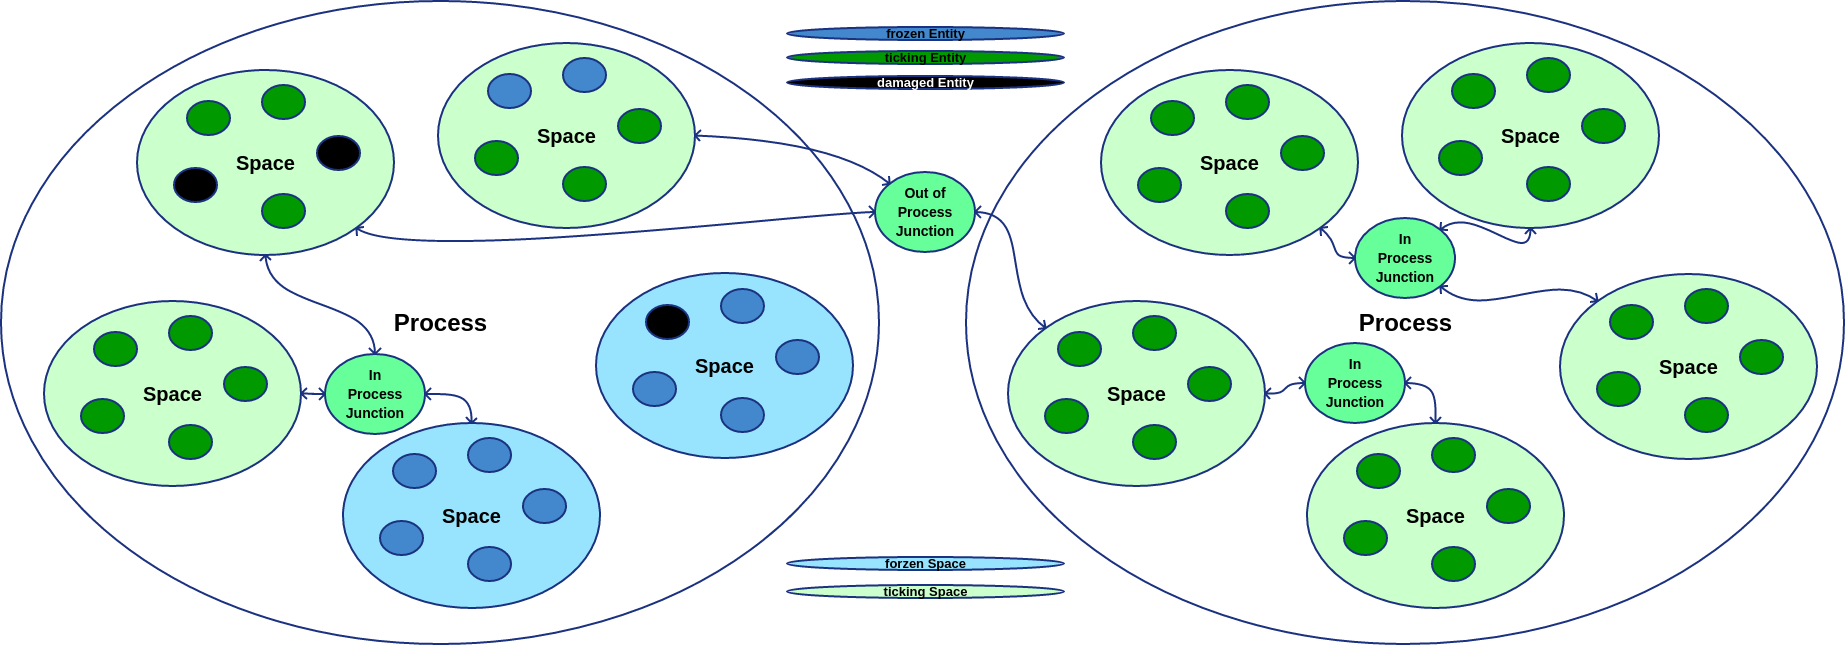 frozen Entity
ticking Entity
damaged Entity
Space
Space
Space
Space
Out of
Process
Junction
In
Process
Junction
Process
Process
Space
Space
In
Process
Junction
Space
Space
In
Process
Junction
Space
Space
forzen Space
ticking Space